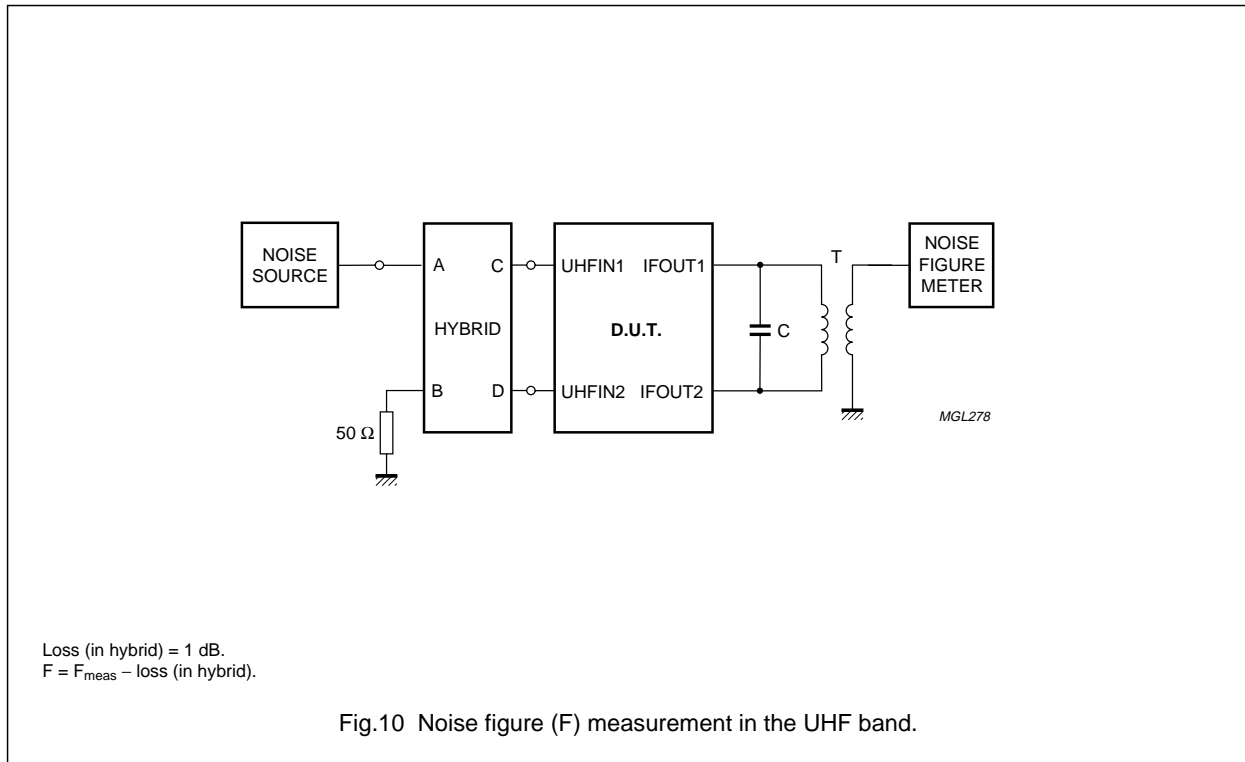 NOISE
SOURCE
A
B
50 Ω
HYBRID
C
D
UHFIN1
UHFIN2
D.U.T.
IFOUT1
IFOUT2
C
T
NOISE
FIGURE
METER
MGL278
Loss (in hybrid) = 1 dB.
F = Fmeas − loss (in hybrid).
Fig.10 Noise figure (F) measurement in the UHF band.